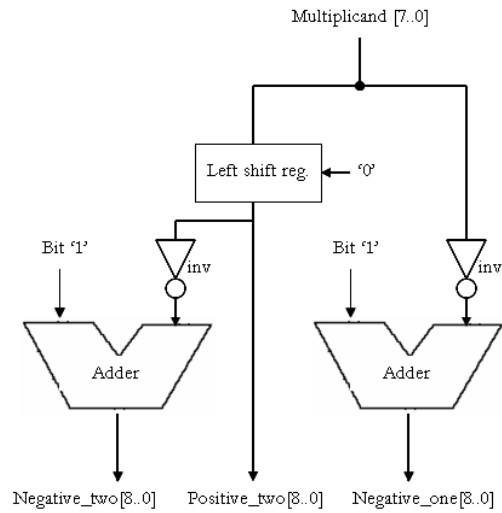 Multiplicand [7..0]
Left shift reg.
‘0’
Bit ‘1’
inv
Bit ‘1’
inv
Adder
Adder
Negative_two[8..0]
Positive_two[8..0]
Negative_one[8..0]